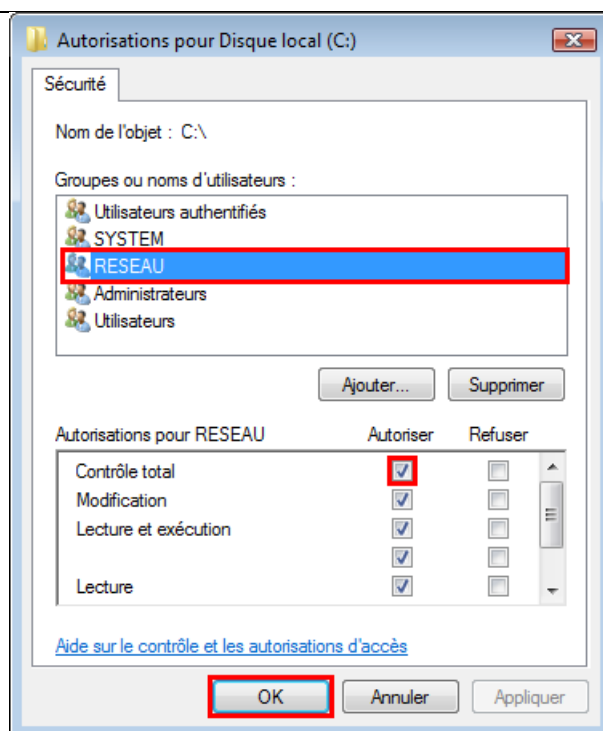 Autorisations pour Disque local (C:)
Sécurité
Nom de l'objet : C:\
Groupes ou noms d'utilisateurs :
Utilisateurs authentifiés
SYSTEM
RESEAU
Administrateurs
Utilisateurs
Ajouter... Supprimer
Autorisations pour RESEAU Autoriser Refuser
Contrôle total
Modification
Lecture et exécution
Lecture
Aide sur le contrôle et les autorisations d'accès
OK Annuler Appliquer